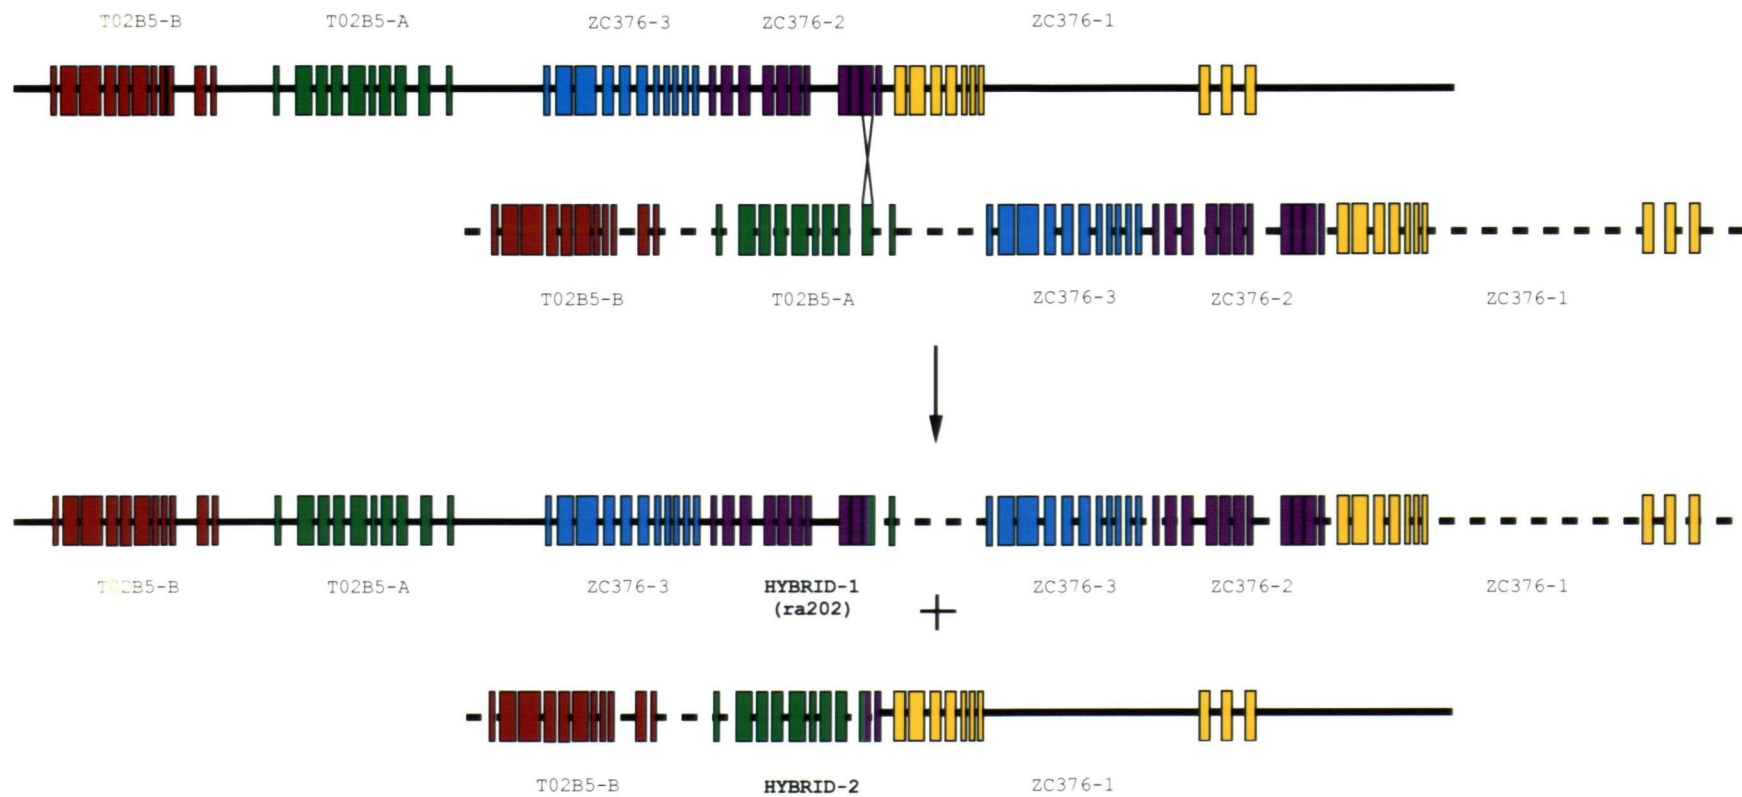 T02B5-B T02B5-A ZC376-3 ZC376-2 ZC376-1
T02B5-B T02B5-A ZC376-3 ZC376-2 ZC376-1
T02B5-B T02B5-A ZC376-3 HYBRID-1 ZC376-3 ZC376-2 ZC376-1
(ra202)
+
T02B5-B HYBRID-2 ZC376-1